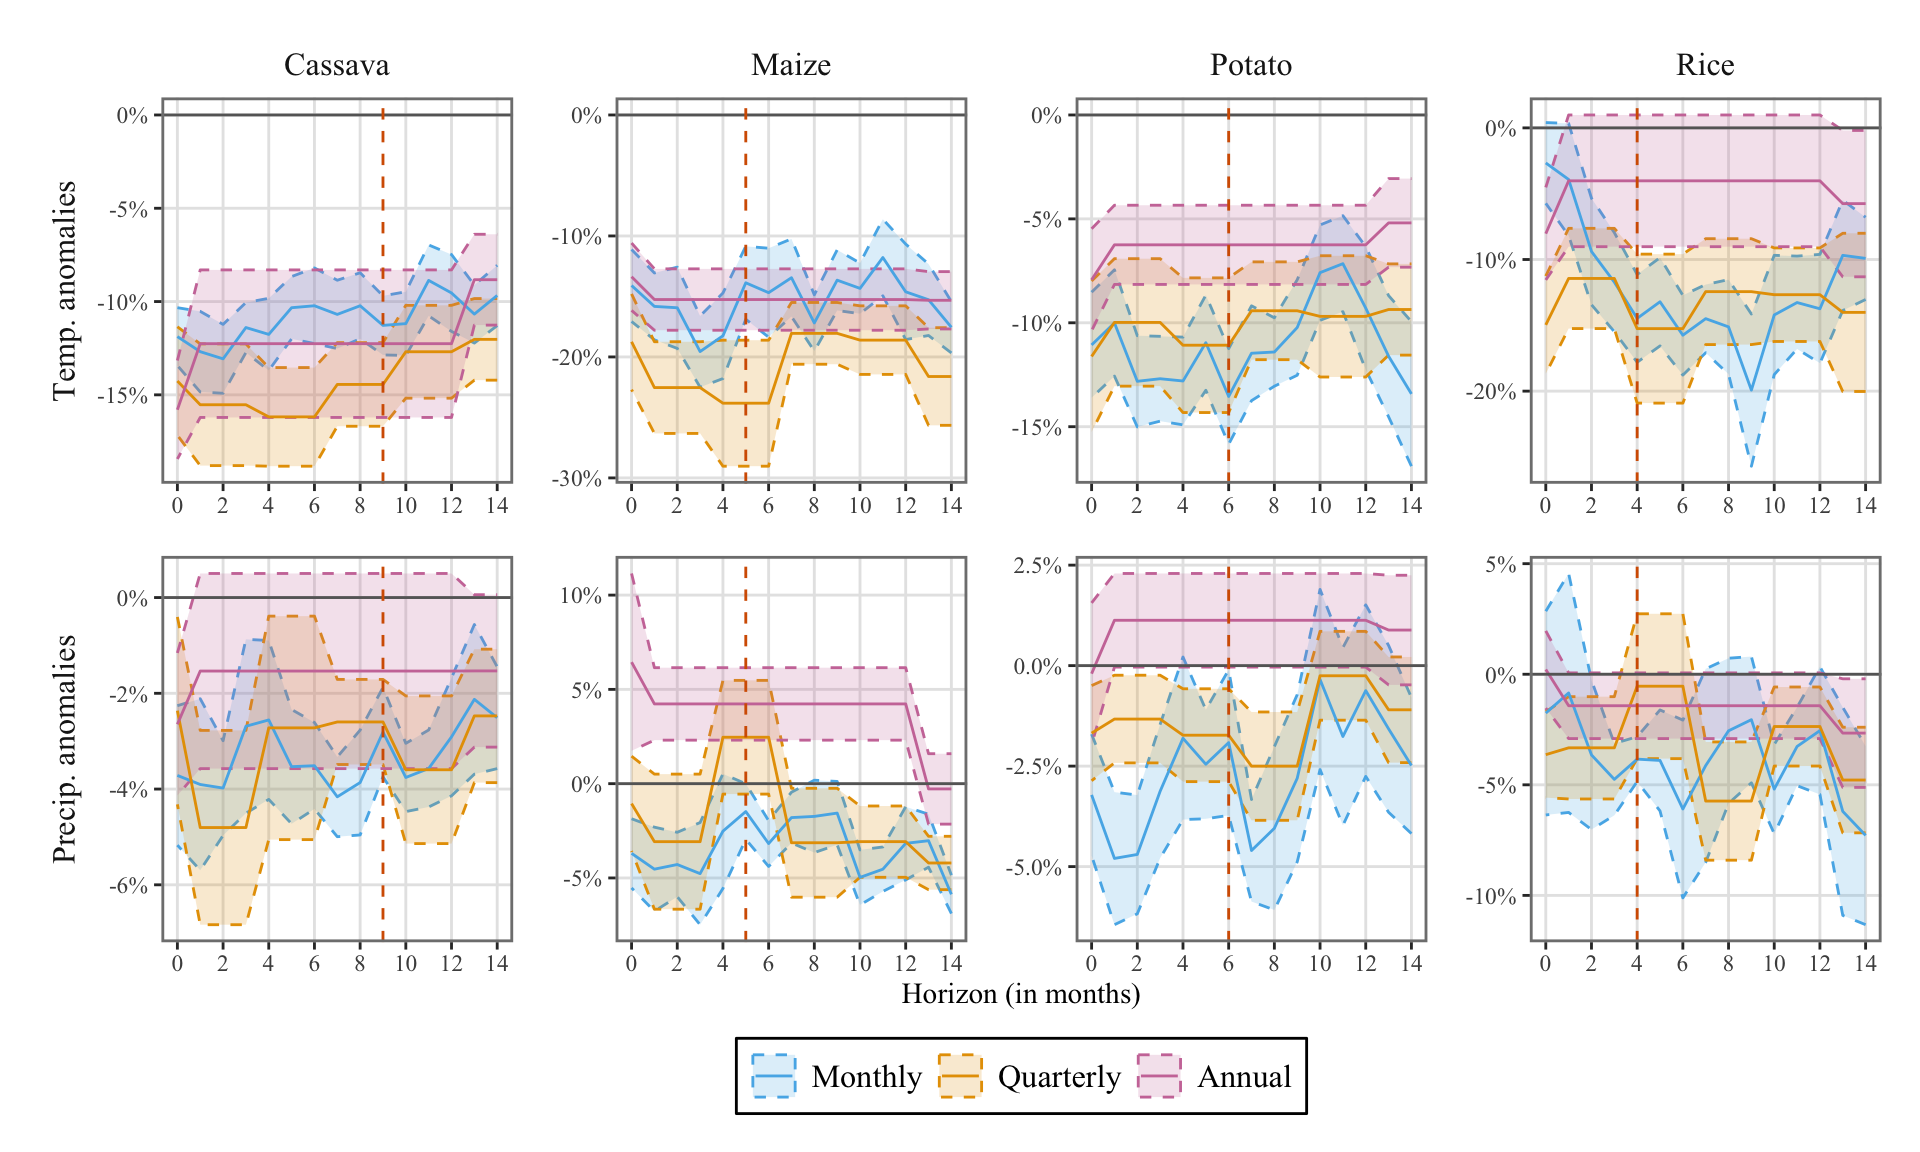 Cassava Maize Potato Rice
Temp. anomalies
0%
-5%
-10%
-15%
0 2 4 6 8 10 12 14
0%
-10%
-20%
-30%
0 2 4 6 8 10 12 14
0%
-5%
-10%
-15%
0 2 4 6 8 10 12 14
0%
-10%
-20%
0 2 4 6 8 10 12 14
Precip. anomalies
0%
-2%
-4%
-6%
0 2 4 6 8 10 12 14
10%
5%
0%
-5%
0 2 4 6 8 10 12 14
2.5%
0.0%
-2.5%
-5.0%
0 2 4 6 8 10 12 14
5%
0%
-5%
-10%
0 2 4 6 8 10 12 14
Horizon (in months)
Monthly Quarterly Annual